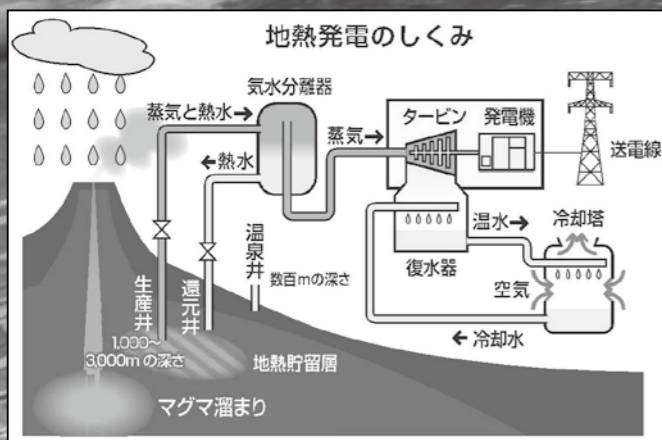 地熱発電のしくみ
気水分離器
蒸気と熱水→
←熱水
蒸気→
タービン
発電機
送電線
温水→
冷却塔
復水器
空気
←冷却水
温泉井
数百mの深さ
生産井
還元井
1,000～
3,000mの深さ
地熱貯留層
マグマ溜まり